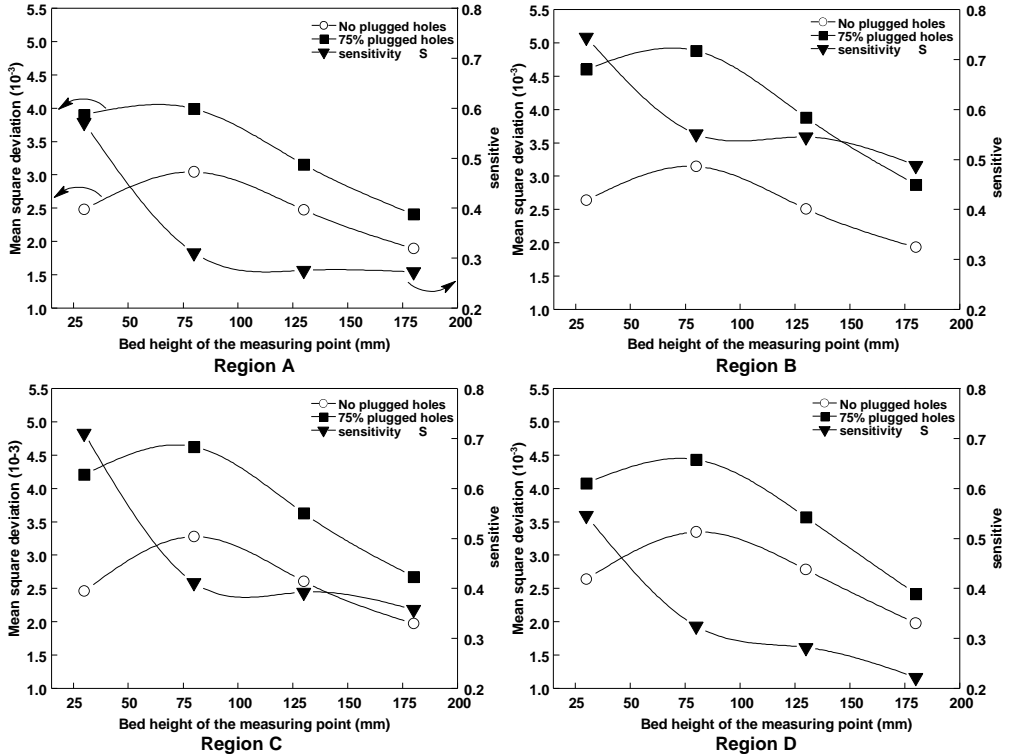 5.5
5.0
4.5
4.0
3.5
3.0
2.5
2.0
1.5
1.0
Mean square deviation (10⁻³)
No plugged holes
75% plugged holes
sensitivity S
0.8
0.7
0.6
0.5
0.4
0.3
0.2
sensitive
25 50 75 100 125 150 175 200
Bed height of the measuring point (mm)
Region A
5.5
5.0
4.5
4.0
3.5
3.0
2.5
2.0
1.5
1.0
Mean square deviation (10⁻³)
No plugged holes
75% plugged holes
sensitivity S
0.8
0.7
0.6
0.5
0.4
0.3
0.2
sensitive
25 50 75 100 125 150 175 200
Bed height of the measuring point (mm)
Region B
5.5
5.0
4.5
4.0
3.5
3.0
2.5
2.0
1.5
1.0
Mean square deviation (10-3)
No plugged holes
75% plugged holes
sensitivity S
0.8
0.7
0.6
0.5
0.4
0.3
0.2
sensitive
25 50 75 100 125 150 175 200
Bed height of the measuring point (mm)
Region C
5.5
5.0
4.5
4.0
3.5
3.0
2.5
2.0
1.5
1.0
Mean square deviation (10⁻³)
No plugged holes
75% plugged holes
sensitivity S
0.8
0.7
0.6
0.5
0.4
0.3
0.2
sensitive
25 50 75 100 125 150 175 200
Bed height of the measuring point (mm)
Region D